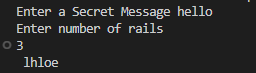 Enter a Secret Message hello
Enter number of rails
3
lhloe